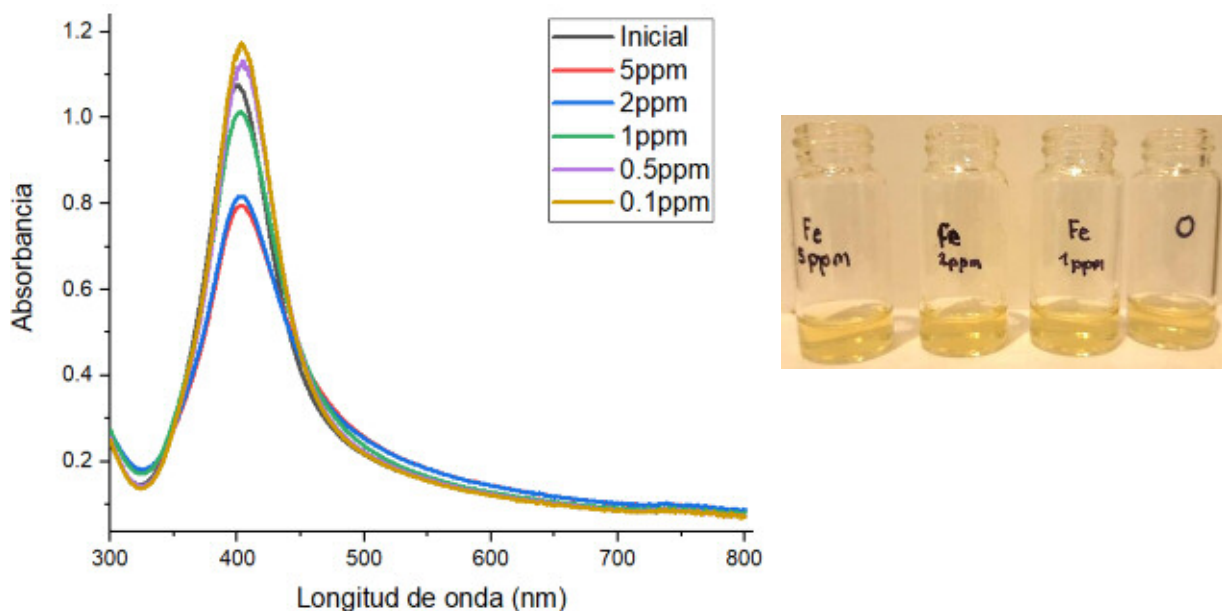 1.2
1.0
0.8
0.6
0.4
0.2
Absorbancia
300
400
500
600
700
800
Longitud de onda (nm)
Inicial
5ppm
2ppm
1ppm
0.5ppm
0.1ppm
Fe
5ppm
Fe
2ppm
Fe
1ppm
O